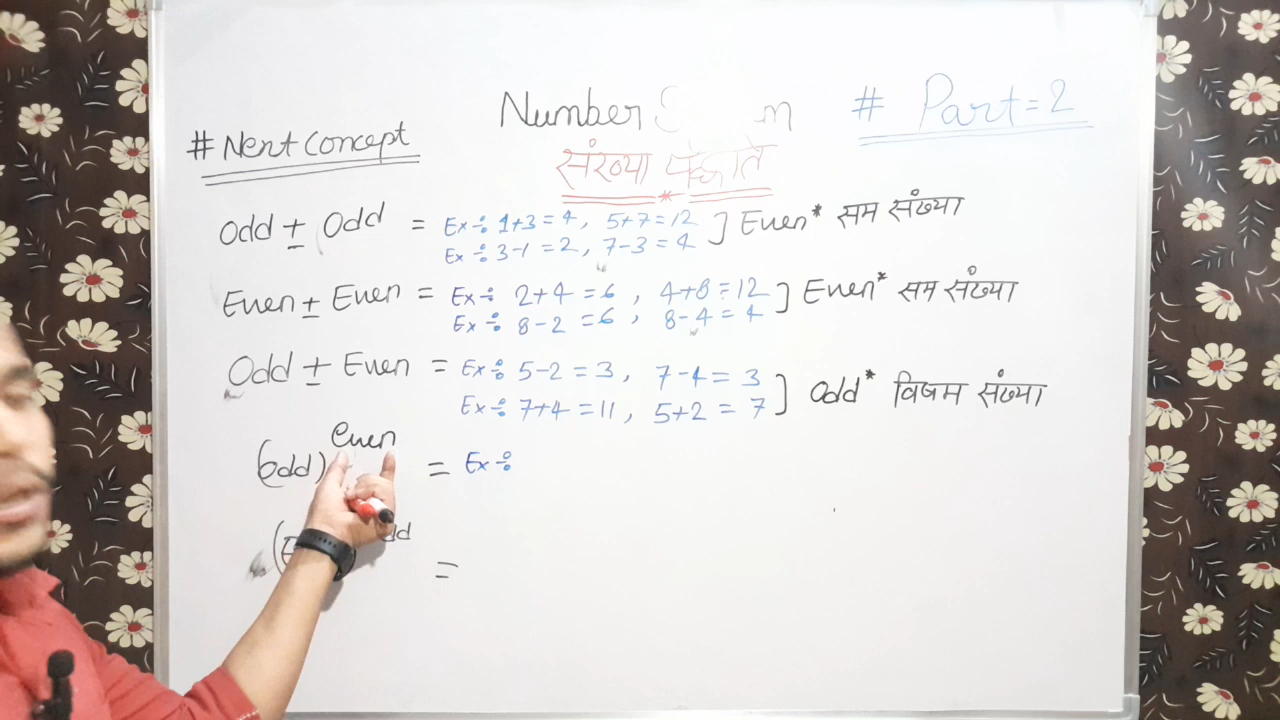 Number
# Part=2
# Next Concept
संख्या पद्धति
Odd ± Odd = Ex ÷ 1+3=4, 5+7=12 ] Even* सम संख्या
Ex ÷ 3-1=2, 7-3=4
Even ± Even = Ex ÷ 2+4=6, 4+8=12 ] Even* सम संख्या
Ex ÷ 8-2=6, 8-4=4
Odd ± Even = Ex ÷ 5-2=3, 7-4=3 ] Odd* विषम संख्या
Ex ÷ 7+4=11, 5+2=7
(odd)^even = Ex ÷
=